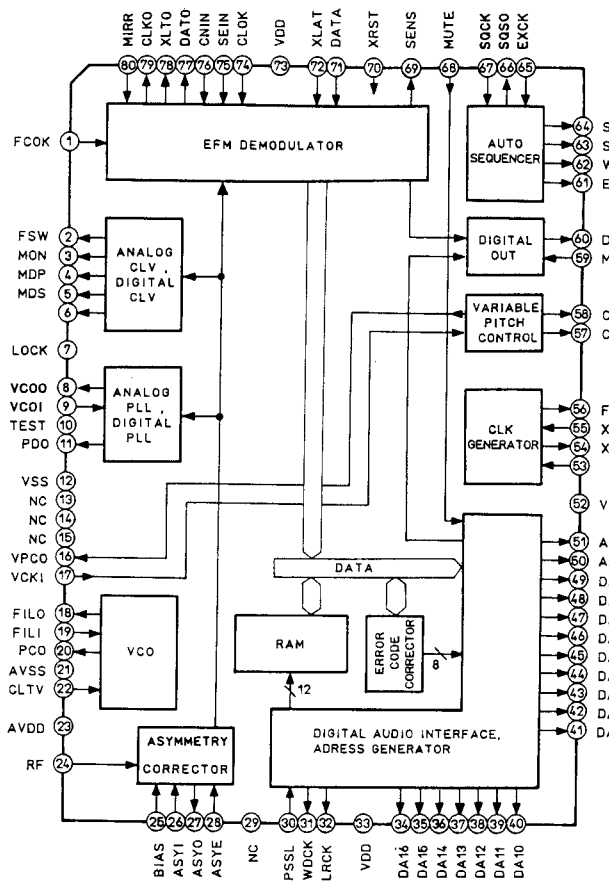 MIRR CLKO XLTO DATO CNIN SEIN CLOK VDD XLAT DATA XRST SENS MUTE SQCK SQSO EXCK
80 79 78 77 76 75 74 73 72 71 70 69 68 67 66 65
FCOK 1
EFM DEMODULATOR
AUTO
SEQUENCER
64 S
63 S
62 W
61 E
FSW 2
MON 3
MDP 4
MDS 5
6
ANALOG
CLV,
DIGITAL
CLV
DIGITAL
OUT
60 D
59 M
VARIABLE
PITCH
CONTROL
58 C
57 C
LOCK 7
VCOO 8
VCOI 9
TEST 10
PDO 11
ANALOG
PLL,
DIGITAL
PLL
CLK
GENERATOR
56 F
55 X
54 X
53
VSS 12
NC 13
NC 14
NC 15
VPCO 16
VCKI 17
52 V
51 A
50 A
49 D
48 D
47 D
46 D
45 D
44 DA
43 DA
42 DA
41 DA
DATA
FILO 18
FILI 19
PCO 20
AVSS 21
CLTV 22
VCO
RAM
ERROR
CODE
CORRECTOR
8
12
AVDD 23
RF 24
ASYMMETRY
CORRECTOR
DIGITAL AUDIO INTERFACE,
ADRESS GENERATOR
25 26 27 28 29 30 31 32 33 34 35 36 37 38 39 40
BIAS ASYI ASYO ASYE NC PSSL WDCK LRCK VDD DA16 DA15 DA14 DA13 DA12 DA11 DA10